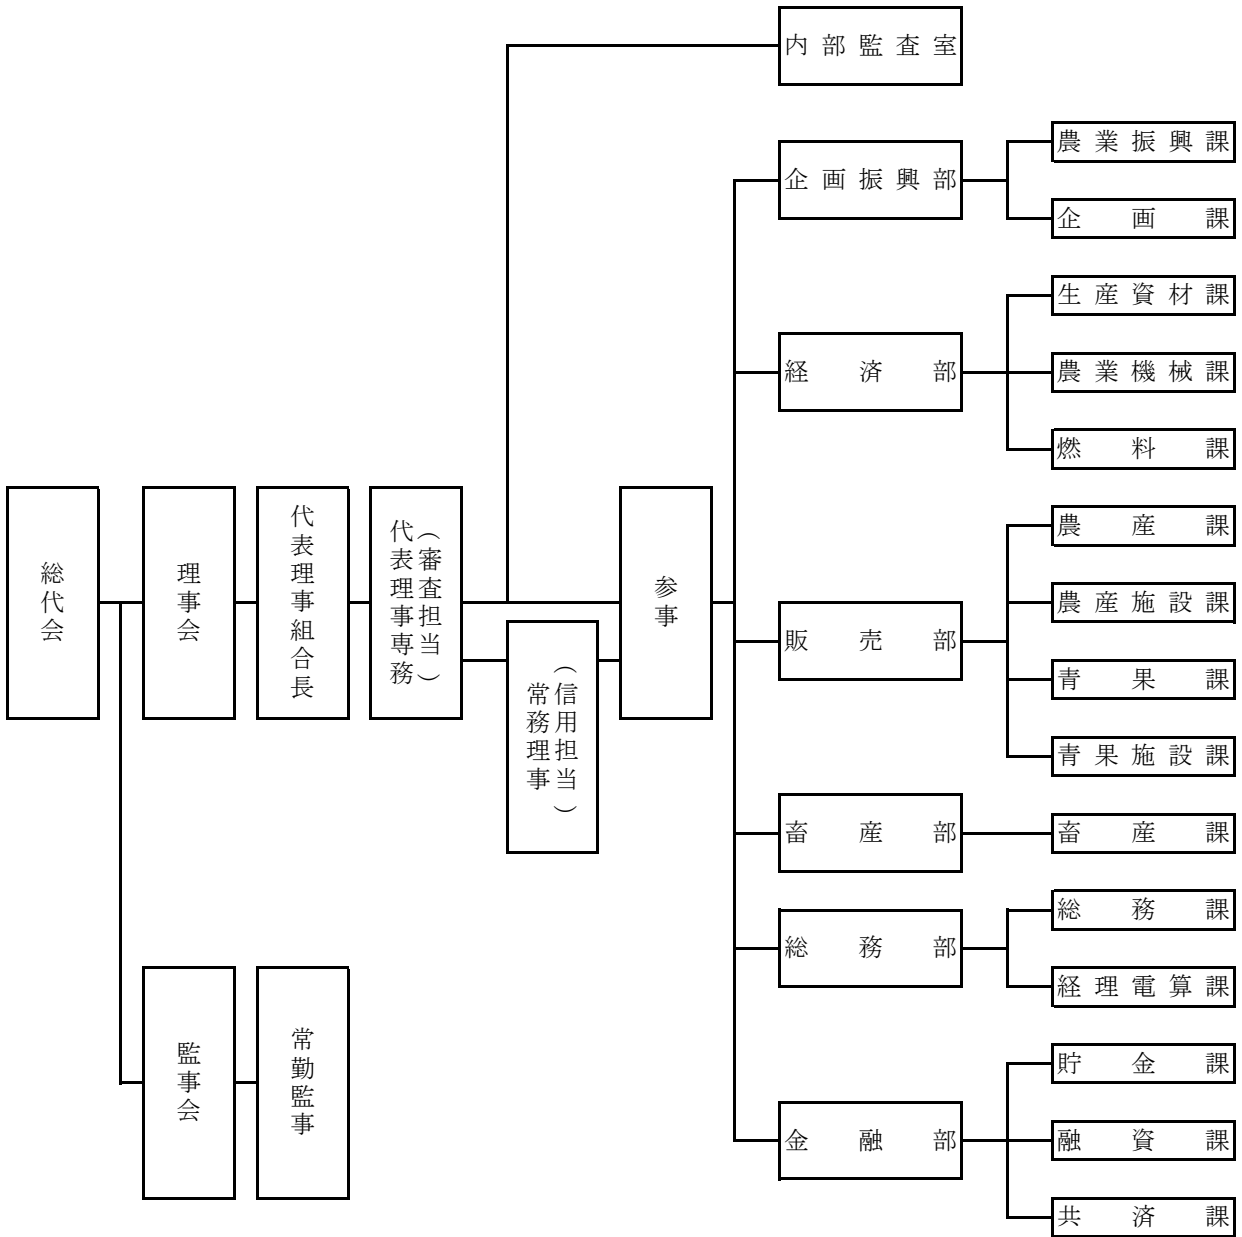 総代会
理事会
代表理事組合長
代表理事専務
（審査担当）
常務理事
（信用担当）
参事
監事会
常勤監事
内部監査室
企画振興部
農業振興課
企画課
経済部
生産資材課
農業機械課
燃料課
販売部
農産課
農産施設課
青果課
青果施設課
畜産部
畜産課
総務部
総務課
経理電算課
金融部
貯金課
融資課
共済課